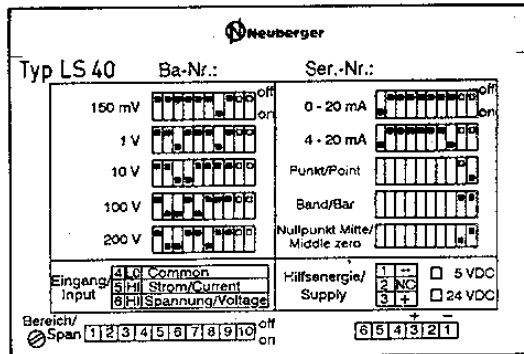 Neuberger
Typ LS 40 Ba-Nr.: Ser.-Nr.:
150 mV off on
1 V
10 V
100 V
200 V
0 - 20 mA off on
4 - 20 mA
Punkt/Point
Band/Bar
Nullpunkt Mitte/
Middle zero
Eingang/
Input
4 LO Common
5 HI Strom/Current
6 HI Spannung/Voltage
Hilfsenergie/
Supply
1 --
2 NC
3 +
5 VDC
24 VDC
Bereich/
Span 1 2 3 4 5 6 7 8 9 10 off on
+ -
6 5 4 3 2 1